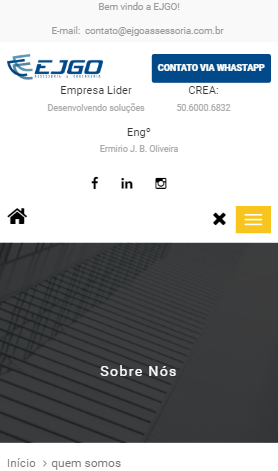 Bem vindo a EJGO!
E-mail: contato@ejgoassessoria.com.br
EJGO
ASSESSORIA & ENGENHARIA
CONTATO VIA WHASTAPP
Empresa Lider
Desenvolvendo soluções
CREA:
50.6000.6832
Engº
Ermirio J. B. Oliveira
Sobre Nós
Início > quem somos